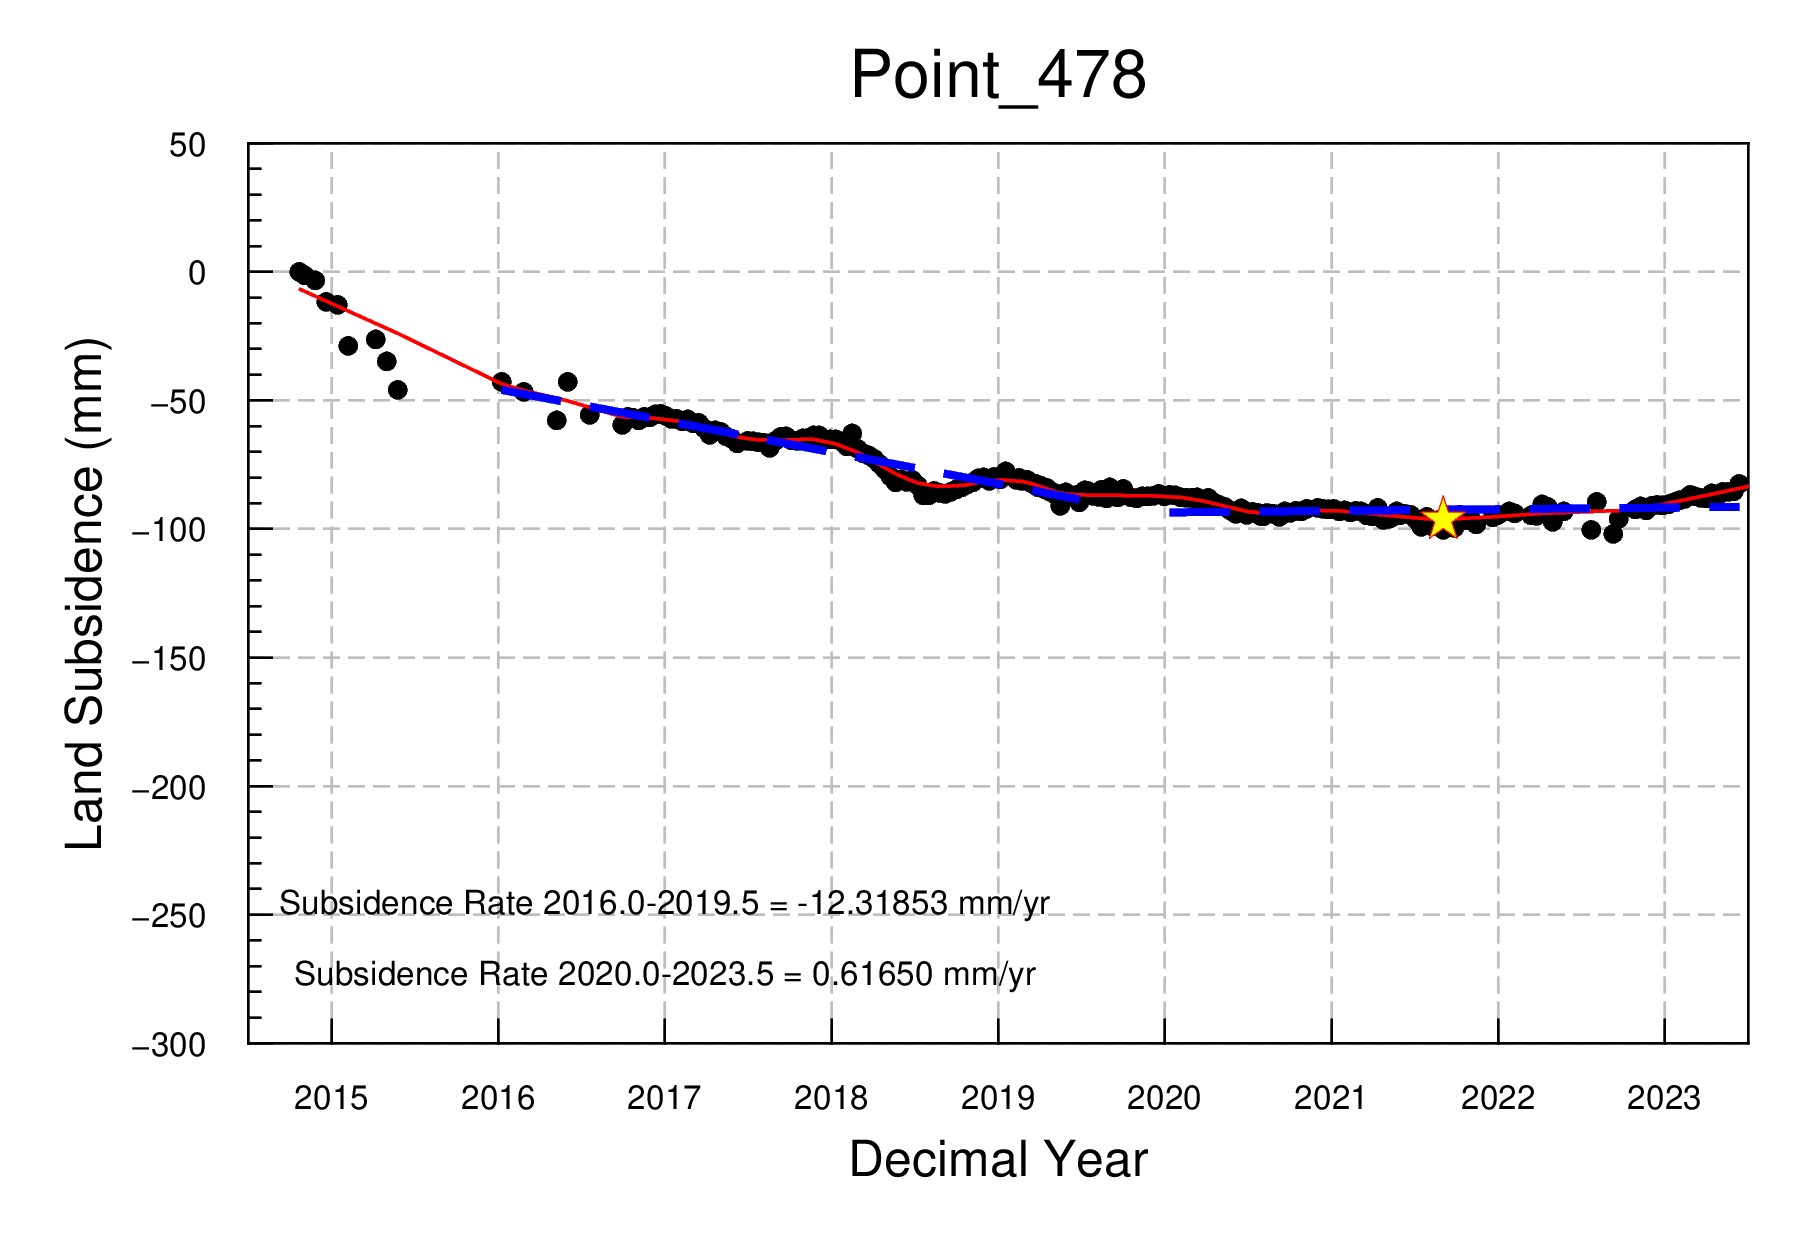 Point_478
50
0
−50
−100
−150
−200
−250
−300
Land Subsidence (mm)
Subsidence Rate 2016.0-2019.5 = -12.31853 mm/yr
Subsidence Rate 2020.0-2023.5 = 0.61650 mm/yr
2015 2016 2017 2018 2019 2020 2021 2022 2023
Decimal Year